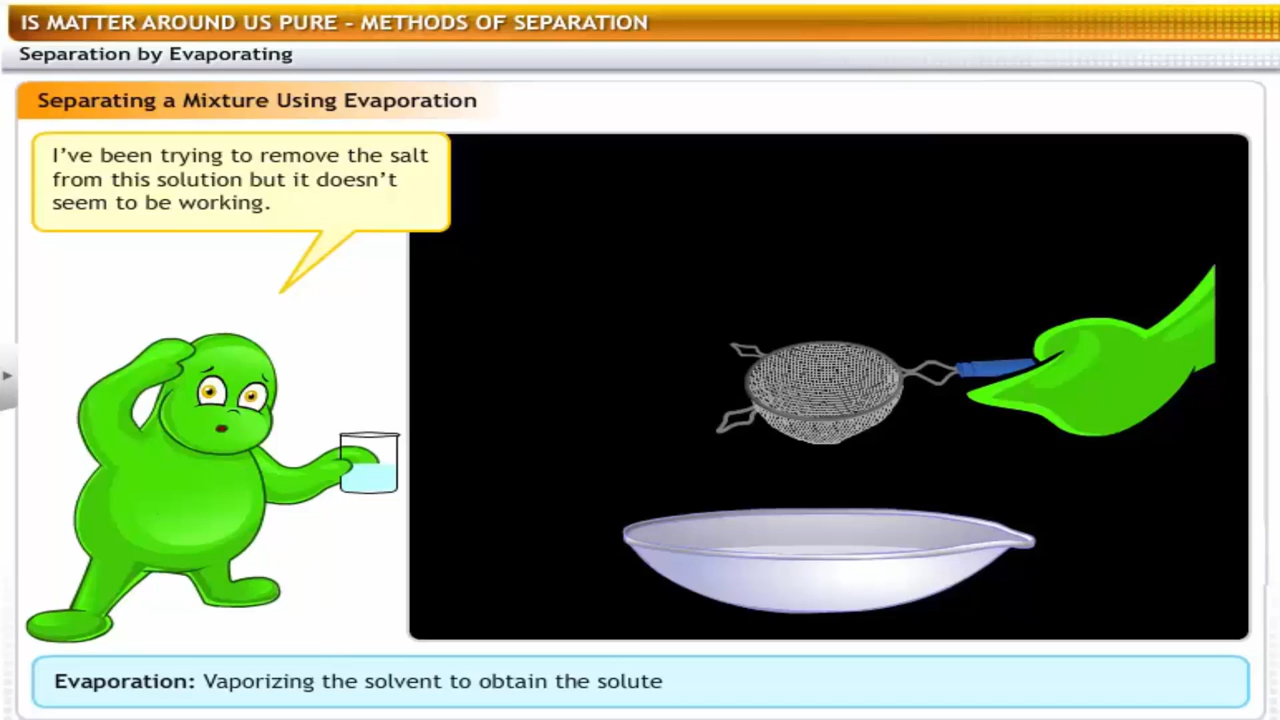 IS MATTER AROUND US PURE - METHODS OF SEPARATION
Separation by Evaporating
Separating a Mixture Using Evaporation
I've been trying to remove the salt
from this solution but it doesn't
seem to be working.
Evaporation: Vaporizing the solvent to obtain the solute